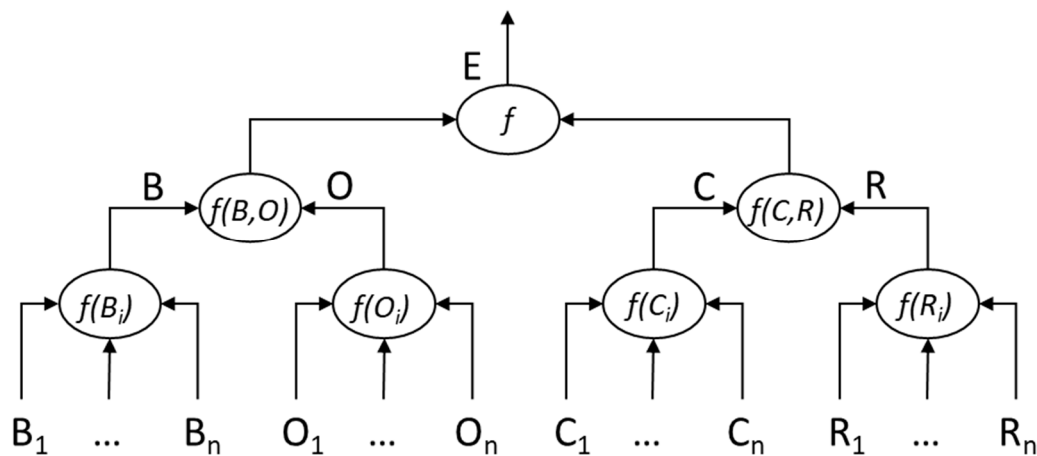 E
f
B f(B,O) O C f(C,R) R
f(Bᵢ) f(Oᵢ) f(Cᵢ) f(Rᵢ)
B₁ ... Bₙ O₁ ... Oₙ C₁ ... Cₙ R₁ ... Rₙ